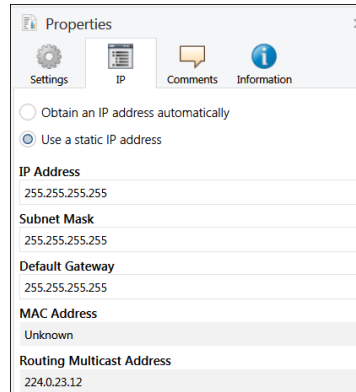 Properties
Settings IP Comments Information
Obtain an IP address automatically
Use a static IP address
IP Address
255.255.255.255
Subnet Mask
255.255.255.255
Default Gateway
255.255.255.255
MAC Address
Unknown
Routing Multicast Address
224.0.23.12